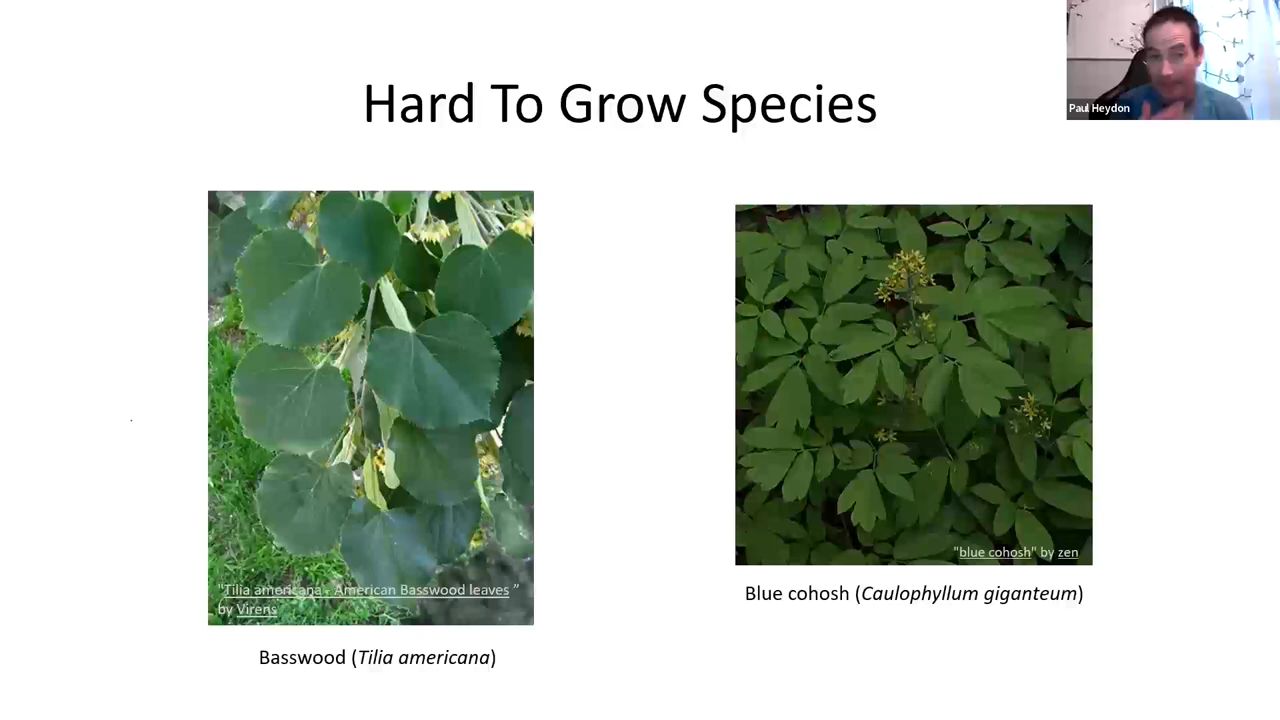 Hard To Grow Species
Paul Heydon
"Tilia americana - American Basswood leaves ”
by Virens
Basswood (Tilia americana)
"blue cohosh" by zen
Blue cohosh (Caulophyllum giganteum)